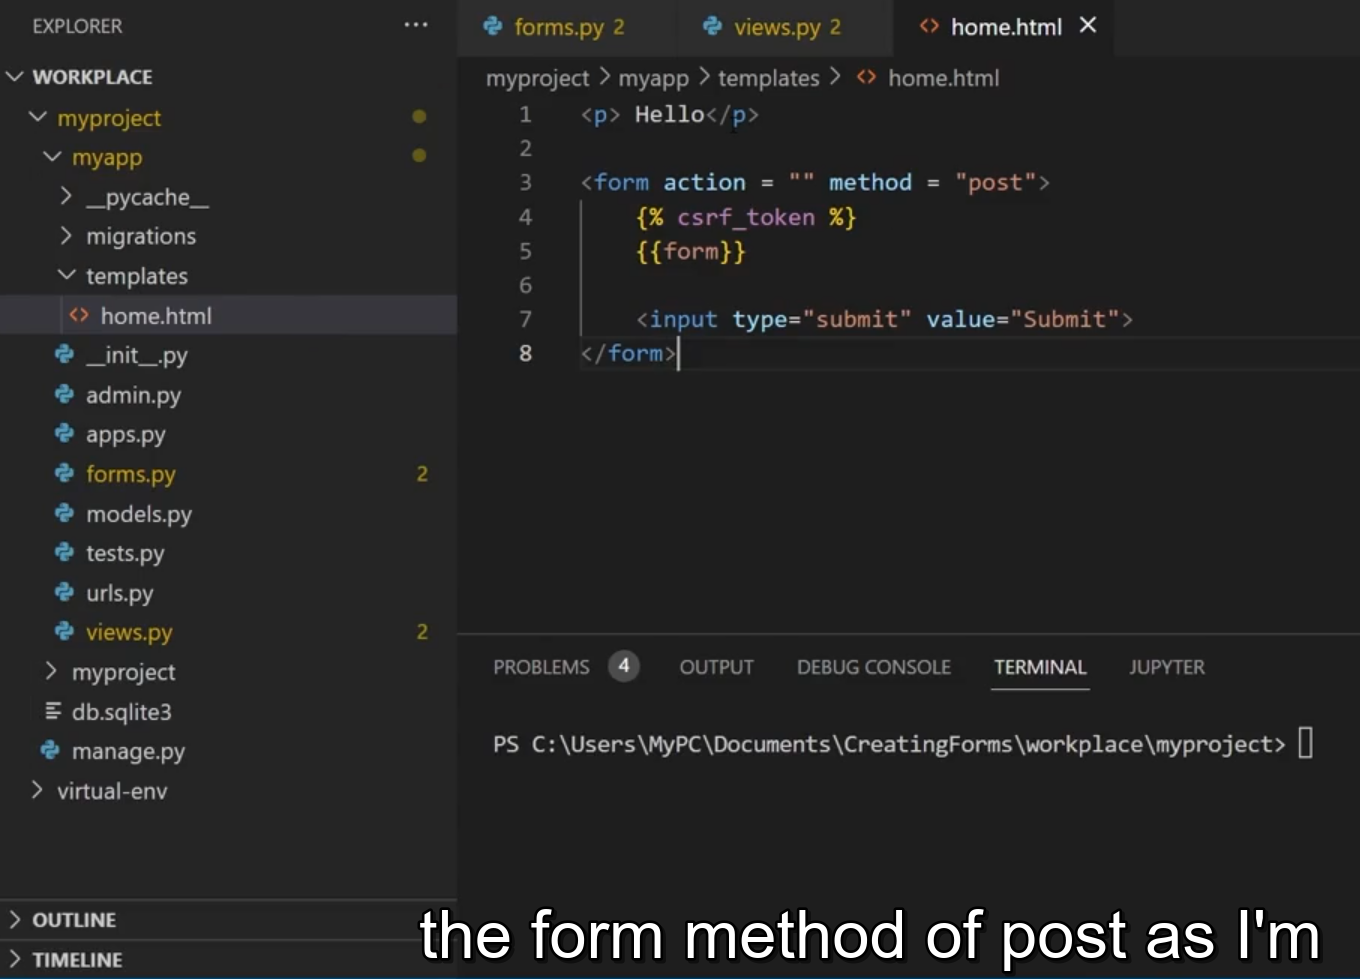 EXPLORER ...
WORKPLACE
myproject
myapp
__pycache__
migrations
templates
home.html
__init__.py
admin.py
apps.py
forms.py 2
models.py
tests.py
urls.py
views.py 2
myproject
db.sqlite3
manage.py
virtual-env
OUTLINE
TIMELINE
forms.py 2 views.py 2 <> home.html ×
myproject > myapp > templates > <> home.html
1 <p> Hello</p>
2
3 <form action = "" method = "post">
4 {% csrf_token %}
5 {{form}}
6
7 <input type="submit" value="Submit">
8 </form>
PROBLEMS 4 OUTPUT DEBUG CONSOLE TERMINAL JUPYTER
PS C:\Users\MyPC\Documents\CreatingForms\workplace\myproject>
the form method of post as I'm